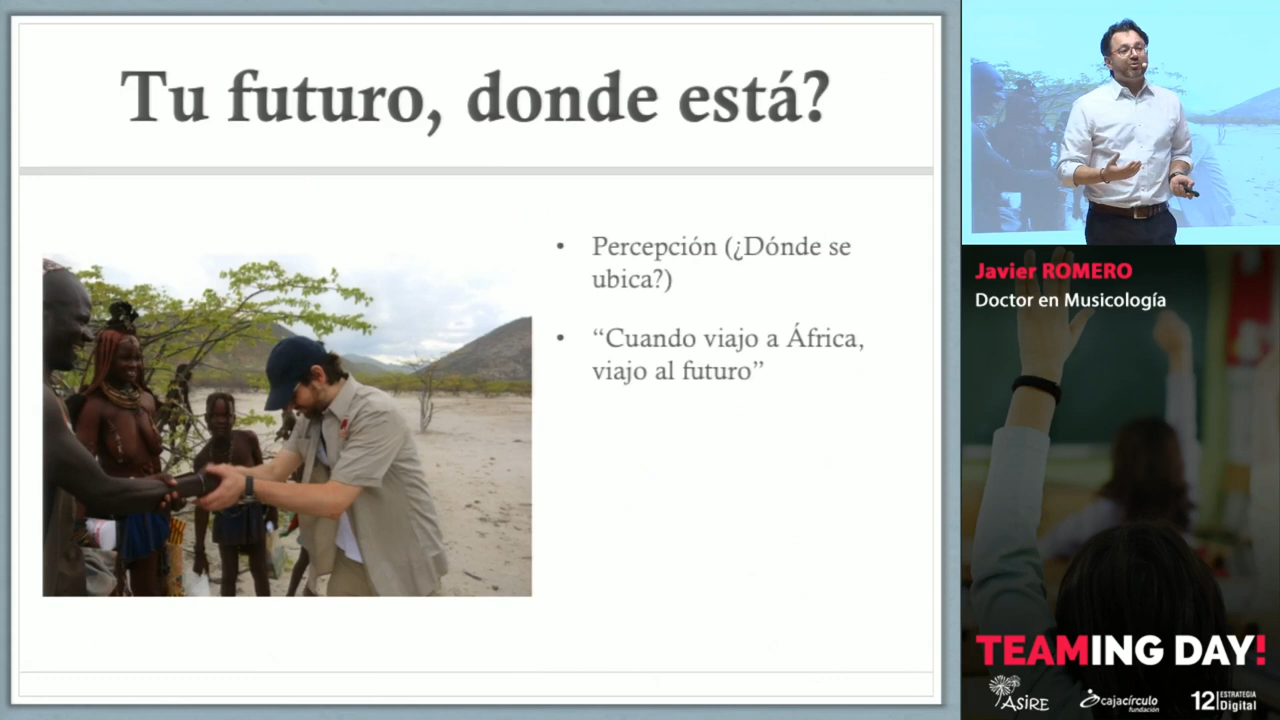 Tu futuro, donde está?
• Percepción (¿Dónde se
ubica?)
• “Cuando viajo a África,
viajo al futuro”
Javier ROMERO
Doctor en Musicología
TEAMING DAY!
ASIRE
cajacírculo
fundación
12 ESTRATEGIA
Digital